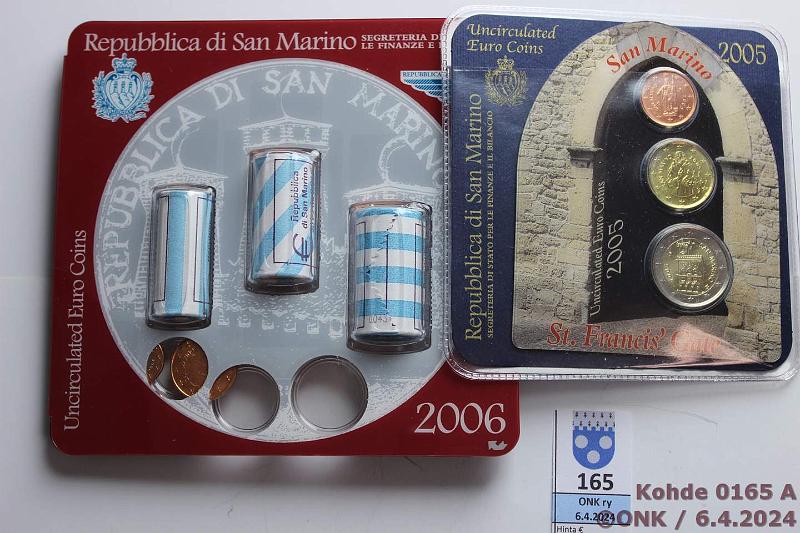 Repubblica di San Marino
SEGRETERIA DI
LE FINANZE E I
REPUBBLICA
REPUBBLICA DI SAN MARINO
Uncirculated Euro Coins
Repubblica
di San Marino
€
2006
Uncirculated
Euro Coins
San Marino
2005
Repubblica di San Marino
SEGRETERIA DI STATO PER LE FINANZE E IL BILANCIO
Uncirculated Euro Coins
2005
St. Francis'
165
ONK ry
6.4.2024
Hinta €
Kohde 0165 A
©ONK / 6.4.2024